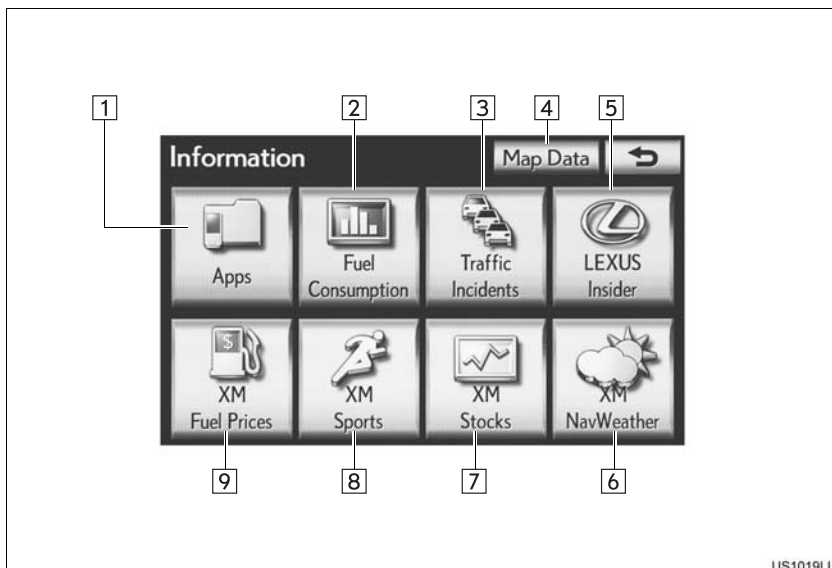 1
2
3
4
5
Information
Map Data
Apps
Fuel
Consumption
Traffic
Incidents
LEXUS
Insider
$
XM
Fuel Prices
XM
Sports
XM
Stocks
XM
NavWeather
9
8
7
6